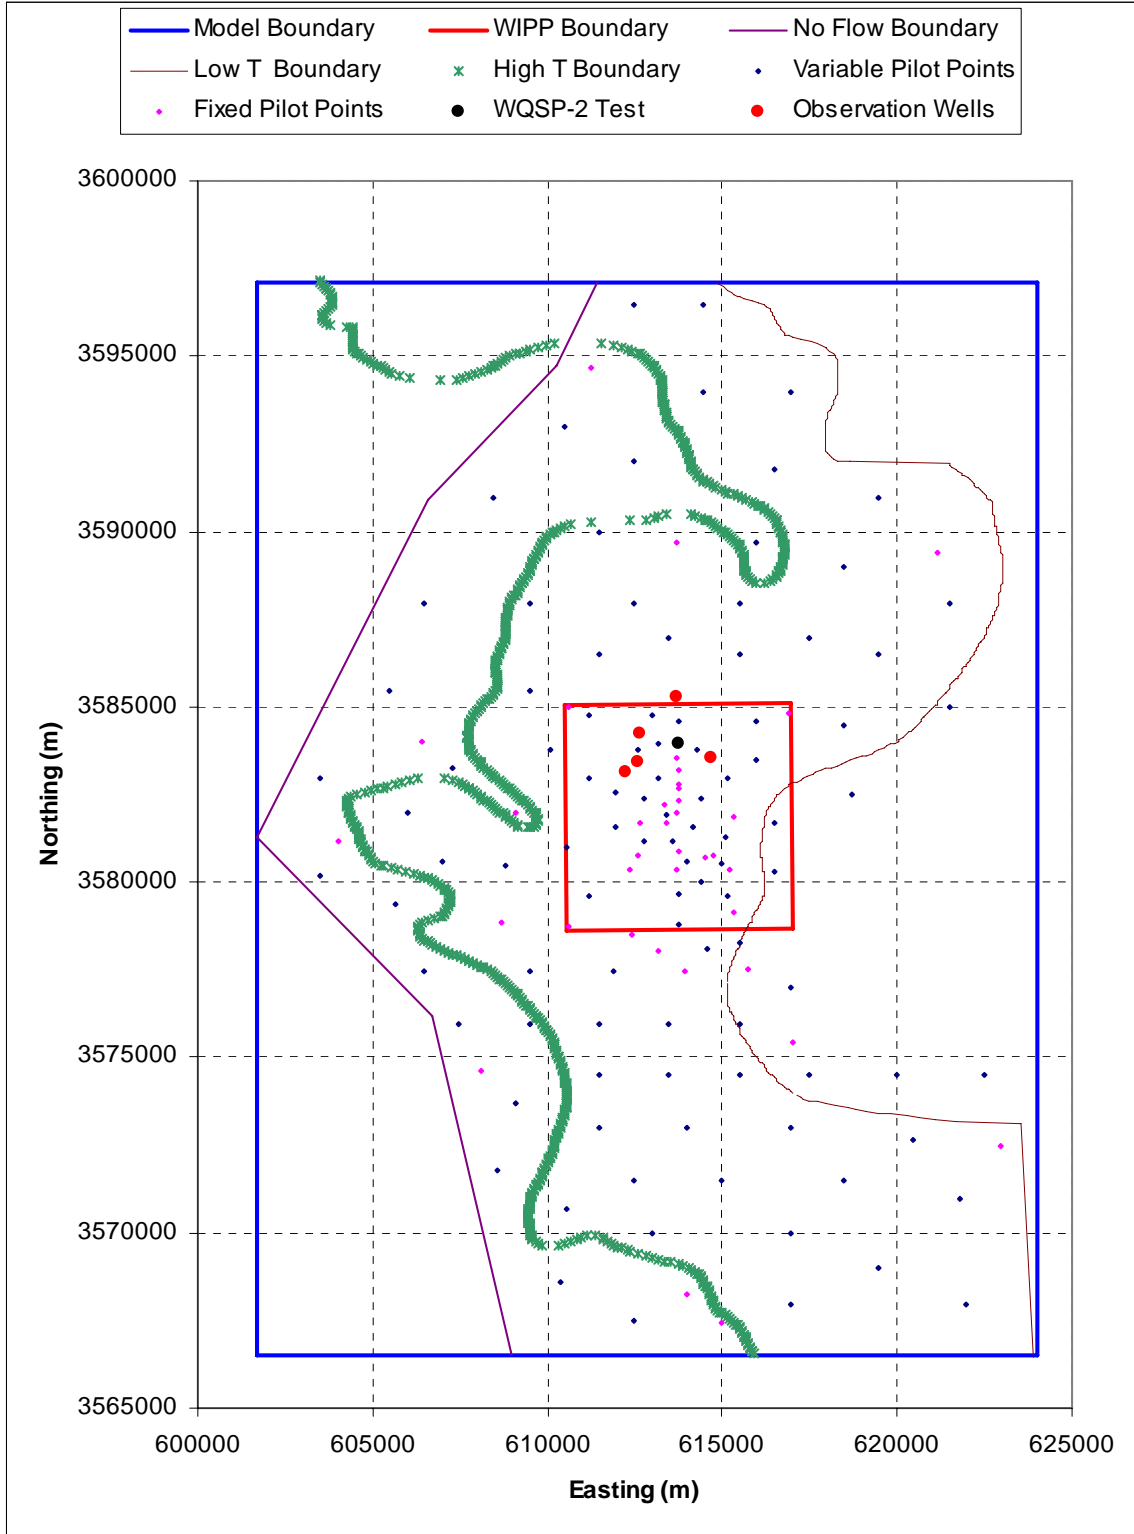 Model Boundary WIPP Boundary No Flow Boundary
Low T Boundary High T Boundary Variable Pilot Points
Fixed Pilot Points WQSP-2 Test Observation Wells
3600000
3595000
3590000
3585000
3580000
3575000
3570000
3565000
Northing (m)
600000 605000 610000 615000 620000 625000
Easting (m)